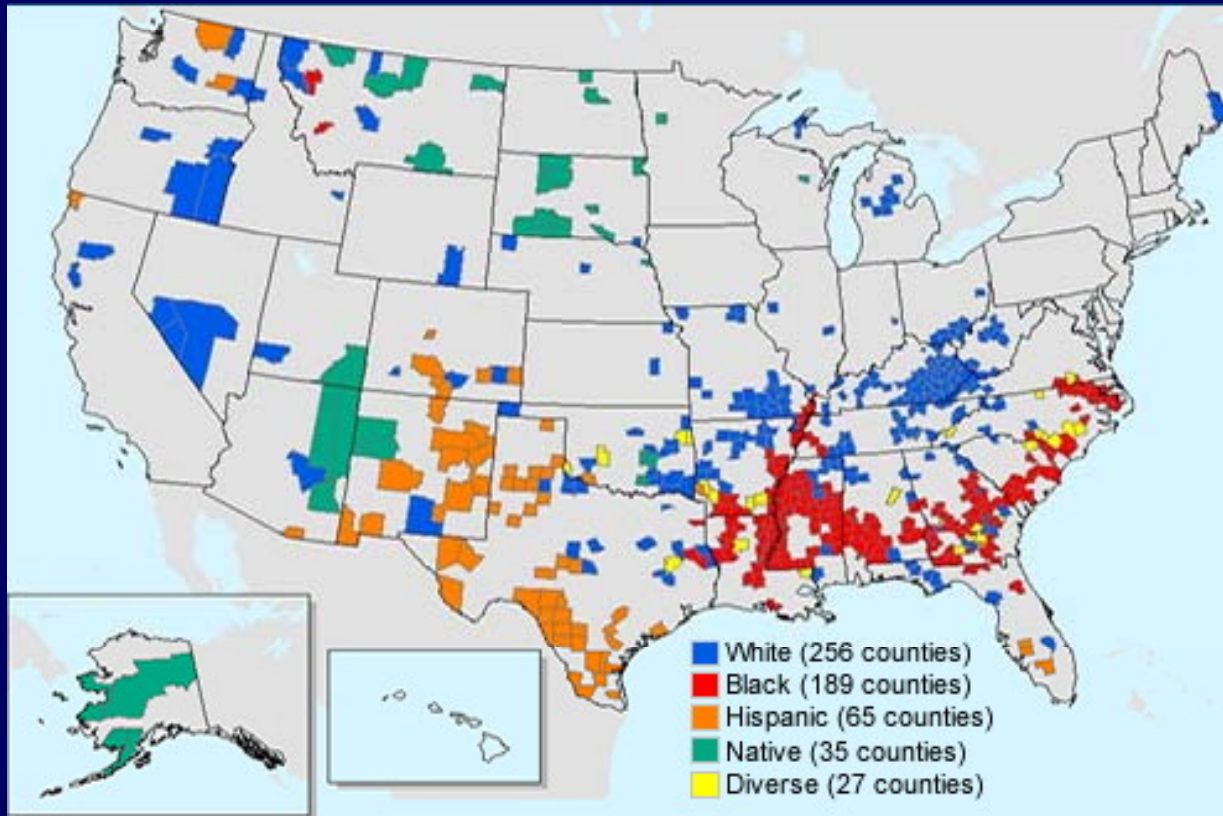 White (256 counties)
Black (189 counties)
Hispanic (65 counties)
Native (35 counties)
Diverse (27 counties)